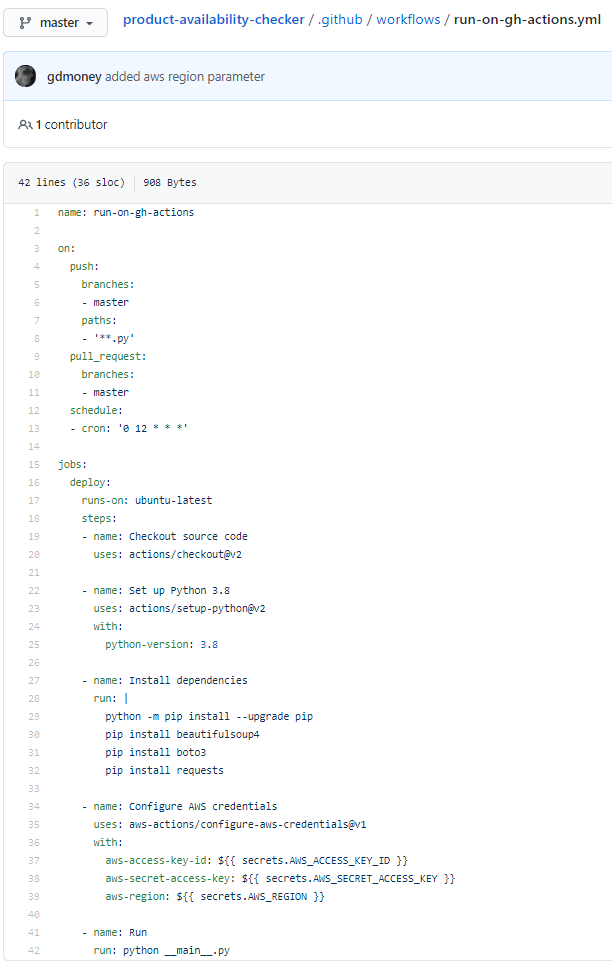 master product-availability-checker / .github / workflows / run-on-gh-actions.yml
gdmoney added aws region parameter
1 contributor
42 lines (36 sloc) 908 Bytes
1 name: run-on-gh-actions
2
3 on:
4   push:
5     branches:
6     - master
7     paths:
8     - '**.py'
9   pull_request:
10     branches:
11     - master
12   schedule:
13   - cron: '0 12 * * *'
14
15 jobs:
16   deploy:
17     runs-on: ubuntu-latest
18     steps:
19     - name: Checkout source code
20       uses: actions/checkout@v2
21
22     - name: Set up Python 3.8
23       uses: actions/setup-python@v2
24       with:
25         python-version: 3.8
26
27     - name: Install dependencies
28       run: |
29         python -m pip install --upgrade pip
30         pip install beautifulsoup4
31         pip install boto3
32         pip install requests
33
34     - name: Configure AWS credentials
35       uses: aws-actions/configure-aws-credentials@v1
36       with:
37         aws-access-key-id: ${{ secrets.AWS_ACCESS_KEY_ID }}
38         aws-secret-access-key: ${{ secrets.AWS_SECRET_ACCESS_KEY }}
39         aws-region: ${{ secrets.AWS_REGION }}
40
41     - name: Run
42       run: python __main__.py